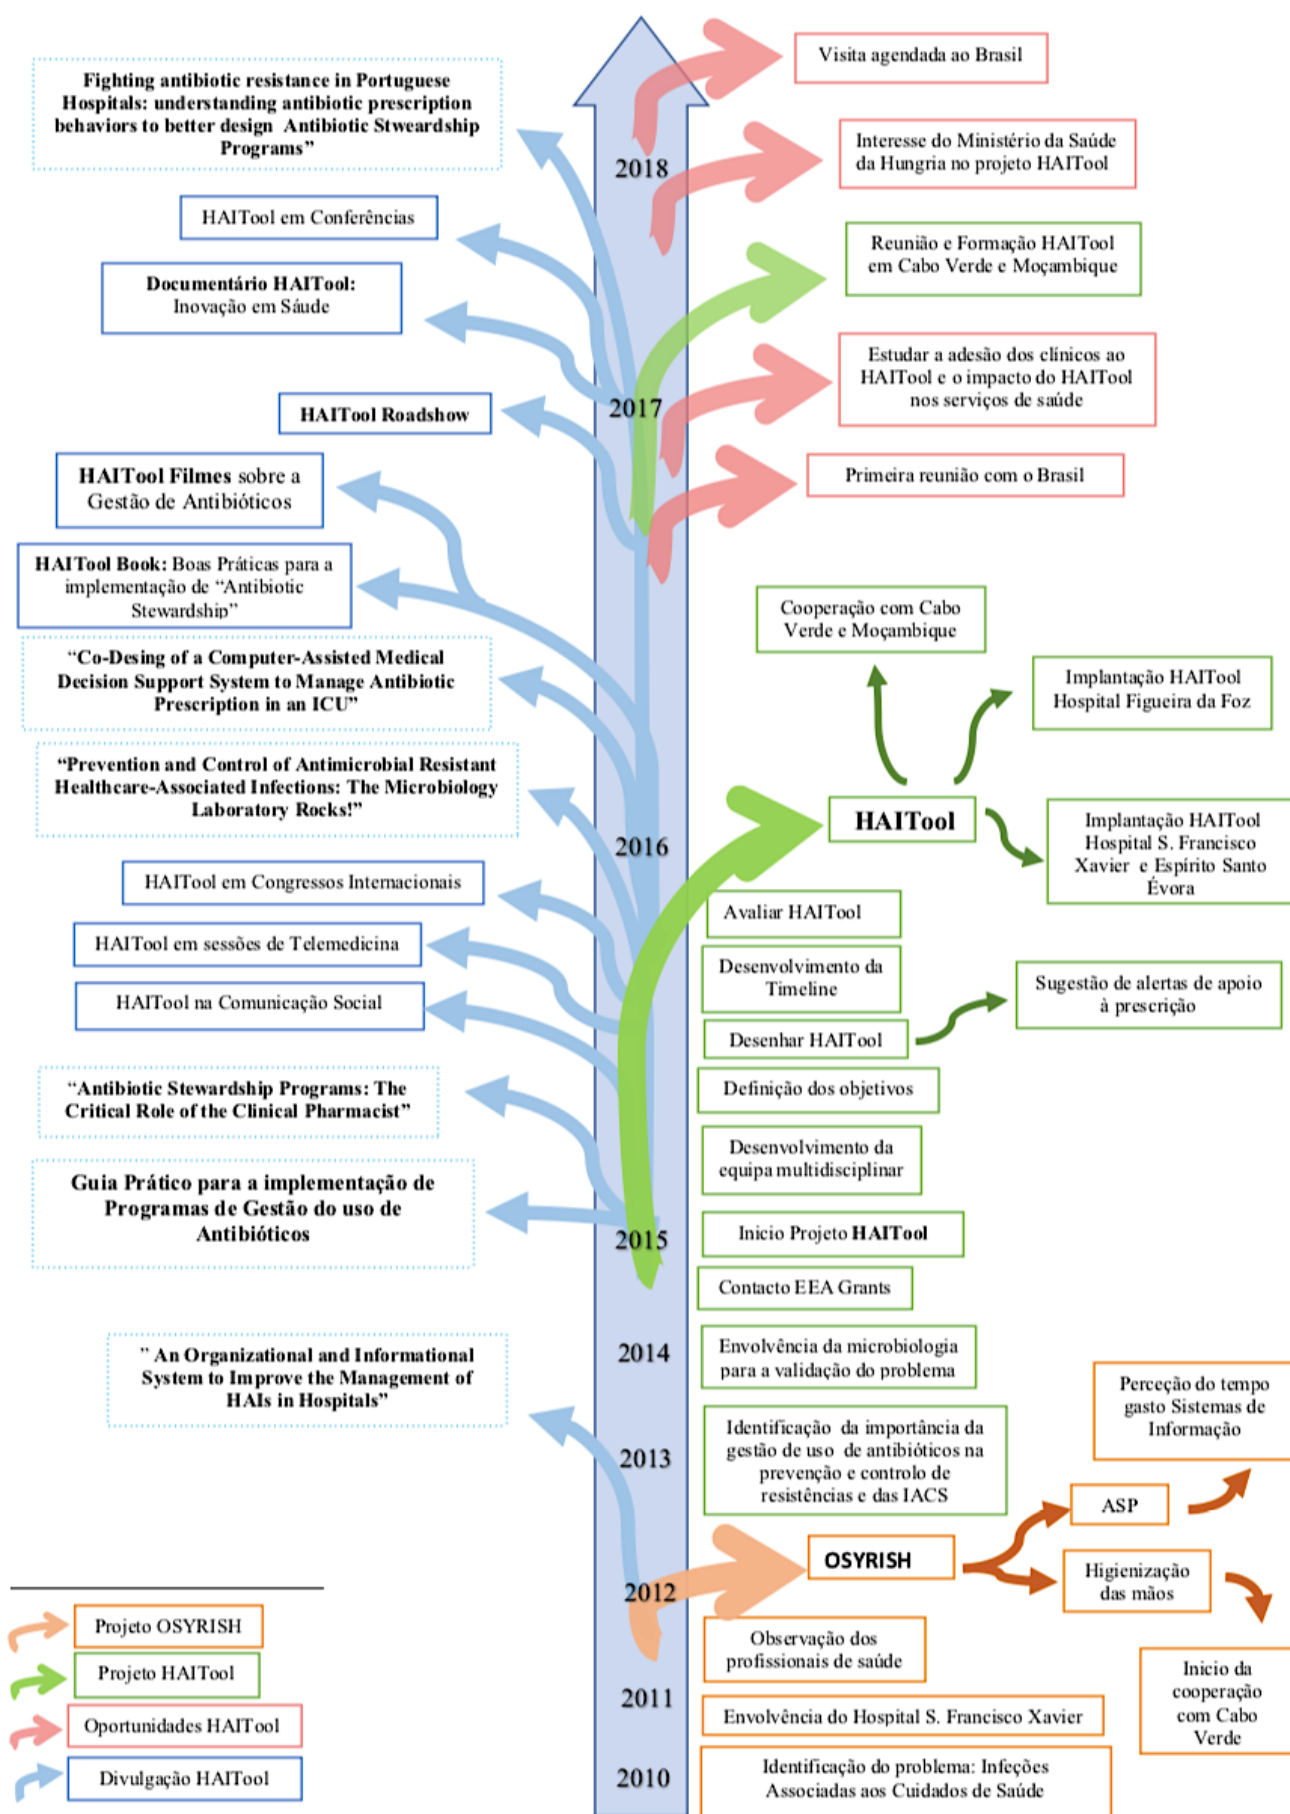 Visita agendada ao Brasil
Fighting antibiotic resistance in Portuguese
Hospitals: understanding antibiotic prescription
behaviors to better design Antibiotic Stweardship
Programs”
2018
Interesse do Ministério da Saúde
da Hungria no projeto HAITool
HAITool em Conferências
Reunião e Formação HAITool
em Cabo Verde e Moçambique
Documentário HAITool:
Inovação em Sáude
Estudar a adesão dos clínicos ao
HAITool e o impacto do HAITool
nos serviços de saúde
2017
HAITool Roadshow
HAITool Filmes sobre a
Gestão de Antibióticos
Primeira reunião com o Brasil
HAITool Book: Boas Práticas para a
implementação de “Antibiotic
Stewardship”
Cooperação com Cabo
Verde e Moçambique
“Co-Desing of a Computer-Assisted Medical
Decision Support System to Manage Antibiotic
Prescription in an ICU”
Implantação HAITool
Hospital Figueira da Foz
“Prevention and Control of Antimicrobial Resistant
Healthcare-Associated Infections: The Microbiology
Laboratory Rocks!”
HAITool
Implantação HAITool
Hospital S. Francisco
Xavier e Espírito Santo
Évora
2016
HAITool em Congressos Internacionais
Avaliar HAITool
HAITool em sessões de Telemedicina
Desenvolvimento da
Timeline
Sugestão de alertas de apoio
à prescrição
HAITool na Comunicação Social
Desenhar HAITool
“Antibiotic Stewardship Programs: The
Critical Role of the Clinical Pharmacist”
Definição dos objetivos
Desenvolvimento da
equipa multidisciplinar
Guia Prático para a implementação de
Programas de Gestão do uso de
Antibióticos
2015
Inicio Projeto HAITool
Contacto EEA Grants
2014
Envolvência da microbiologia
para a validação do problema
” An Organizational and Informational
System to Improve the Management of
HAIs in Hospitals”
Perceção do tempo
gasto Sistemas de
Informação
2013
Identificação da importância da
gestão de uso de antibióticos na
prevenção e controlo de
resistências e das IACS
ASP
OSYRISH
2012
Higienização
das mãos
Observação dos
profissionais de saúde
Inicio da
cooperação
com Cabo
Verde
2011
Envolvência do Hospital S. Francisco Xavier
2010
Identificação do problema: Infeções
Associadas aos Cuidados de Saúde
Projeto OSYRISH
Projeto HAITool
Oportunidades HAITool
Divulgação HAITool